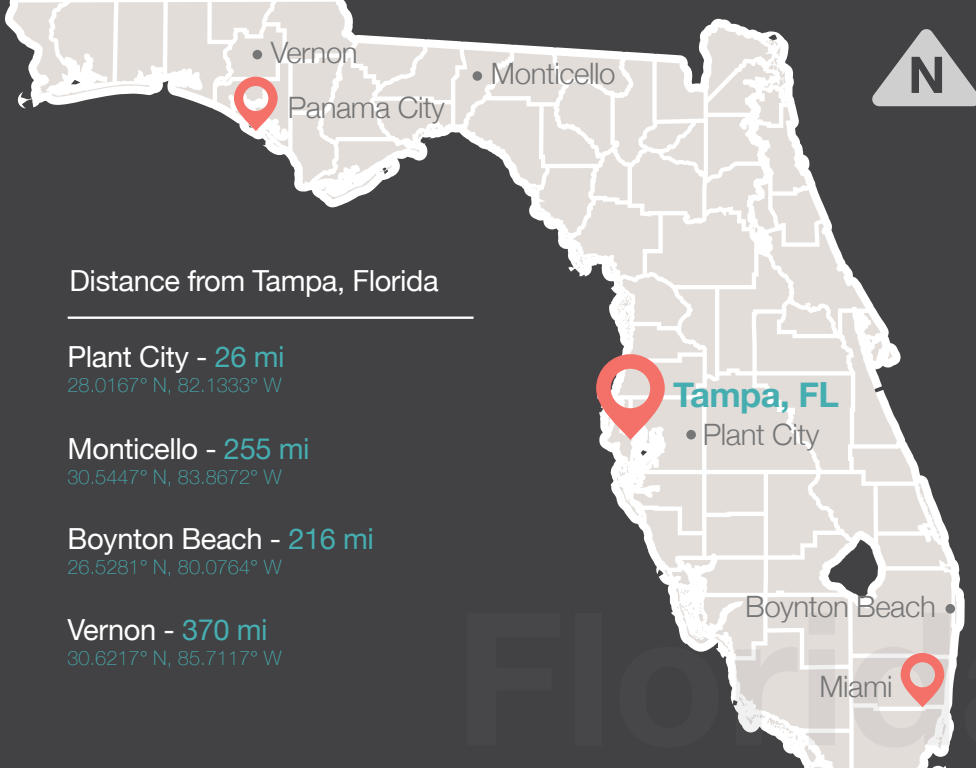 Vernon
Monticello
N
Panama City
Distance from Tampa, Florida
Plant City - 26 mi
28.0167° N, 82.1333° W
Tampa, FL
Plant City
Monticello - 255 mi
30.5447° N, 83.8672° W
Boynton Beach - 216 mi
26.5281° N, 80.0764° W
Boynton Beach
Vernon - 370 mi
30.6217° N, 85.7117° W
Miami
Florida